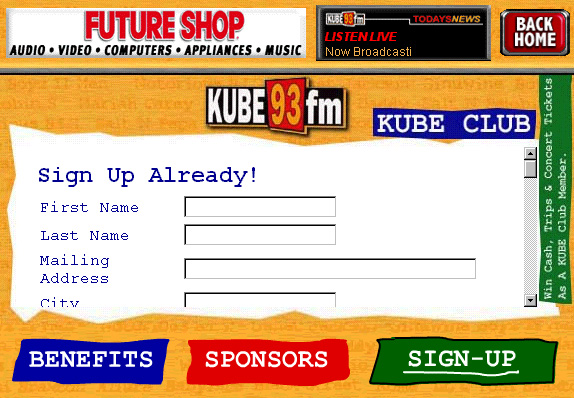 FUTURE SHOP
AUDIO • VIDEO • COMPUTERS • APPLIANCES • MUSIC
KUBE 93 fm TODAYSNEWS
LISTEN LIVE
Now Broadcasti
BACK
HOME
KUBE 93 fm
KUBE CLUB
Win Cash, Trips & Concert Tickets
As A KUBE Club Member.
Sign Up Already!
First Name
Last Name
Mailing
Address
City
BENEFITS
SPONSORS
SIGN-UP